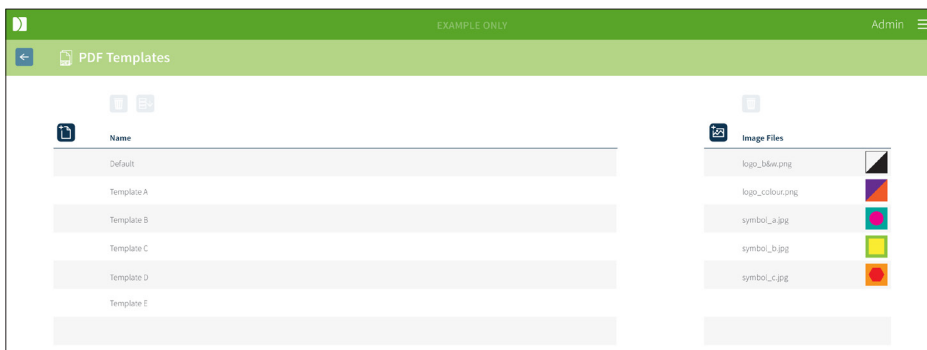 EXAMPLE ONLY
Admin
PDF Templates
Name
Default
Template A
Template B
Template C
Template D
Template E
Image Files
logo_b&w.png
logo_colour.png
symbol_a.jpg
symbol_b.jpg
symbol_c.jpg